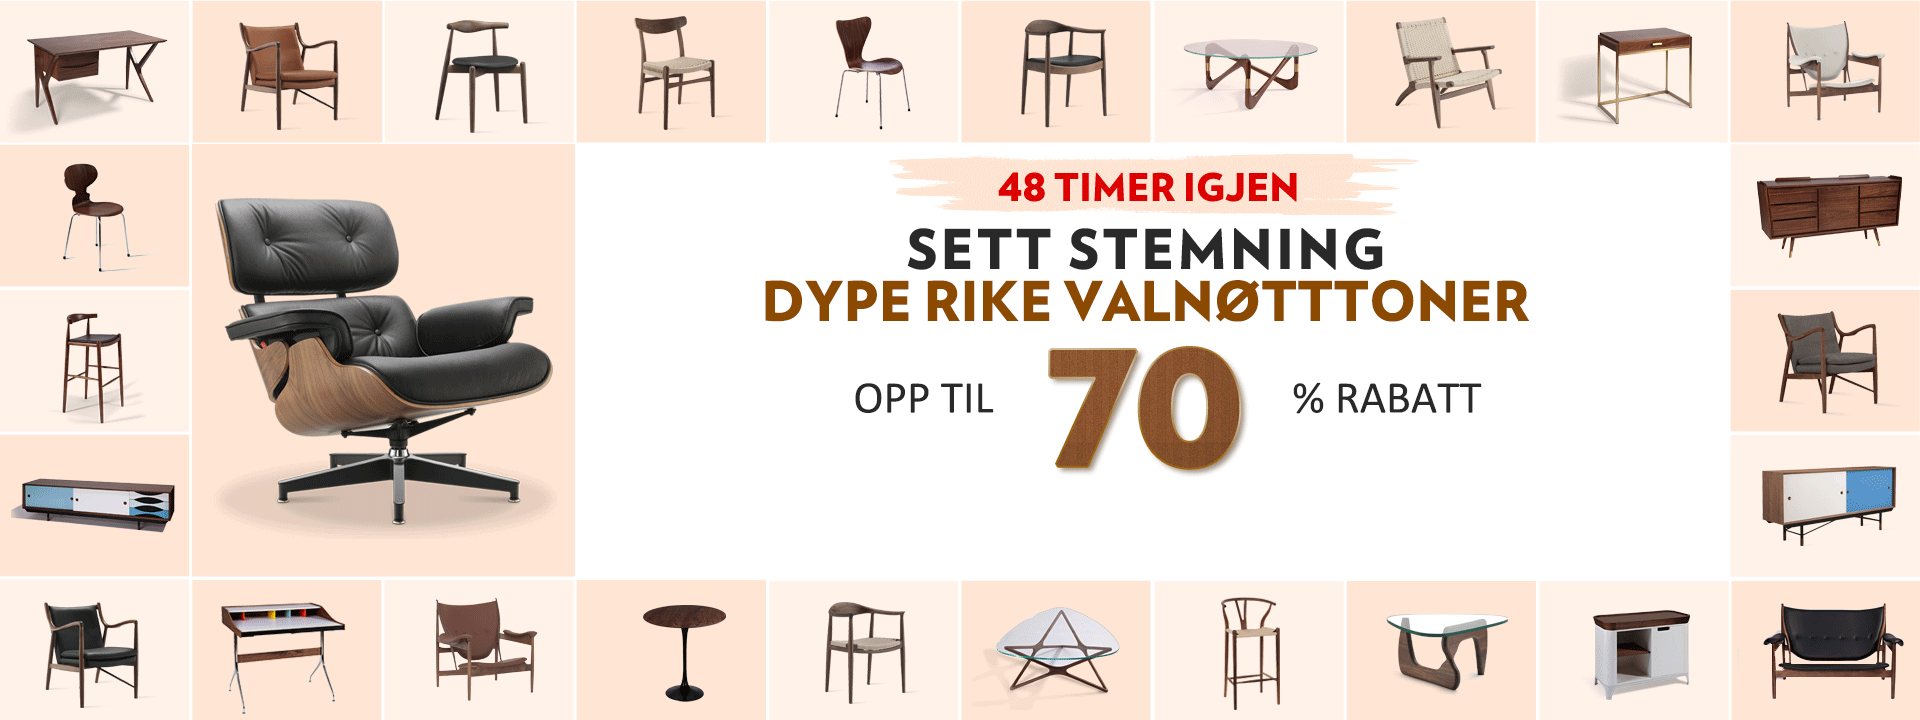 48 TIMER IGJEN
SETT STEMNING
DYPE RIKE VALNØTTTONER
OPP TIL 70 % RABATT